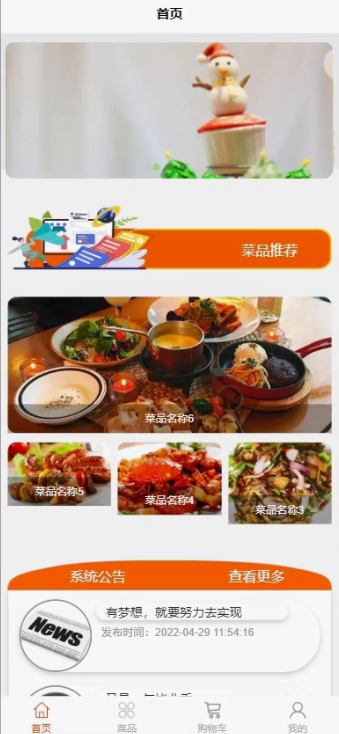 首页
菜品推荐
菜品名称6
菜品名称5
菜品名称4
菜品名称3
系统公告 查看更多
News
有梦想，就要努力去实现
发布时间：2022-04-29 11:54:16
首页 菜品 购物车 我的